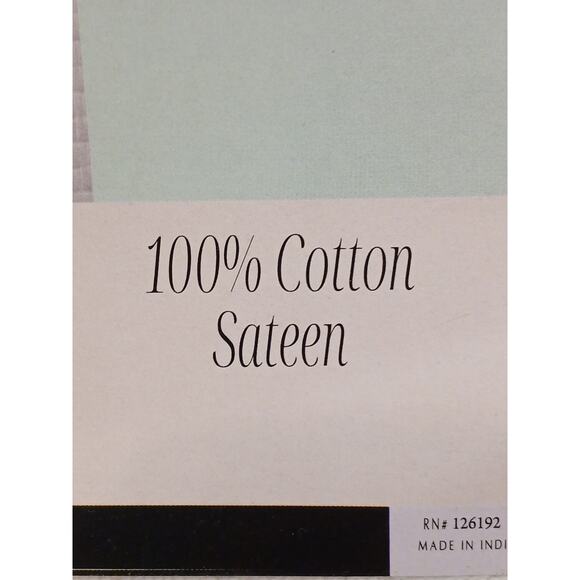 100% Cotton
Sateen
RN# 126192
MADE IN INDI